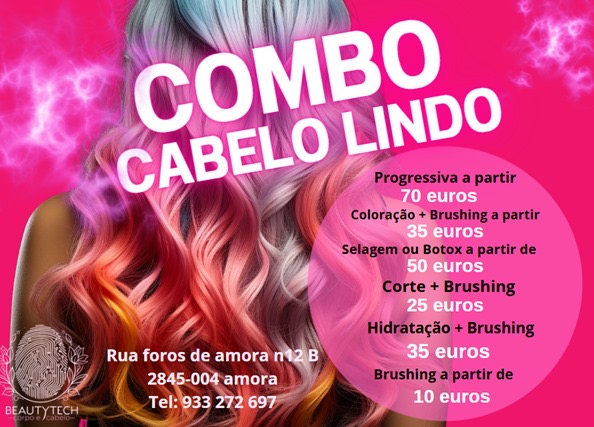 COMBO
CABELO LINDO
Progressiva a partir
70 euros
Coloração + Brushing a partir
35 euros
Selagem ou Botox a partir de
50 euros
Corte + Brushing
25 euros
Hidratação + Brushing
35 euros
Brushing a partir de
10 euros
Rua foros de amora n12 B
2845-004 amora
Tel: 933 272 697
BEAUTYTECH
corpo e cabelo